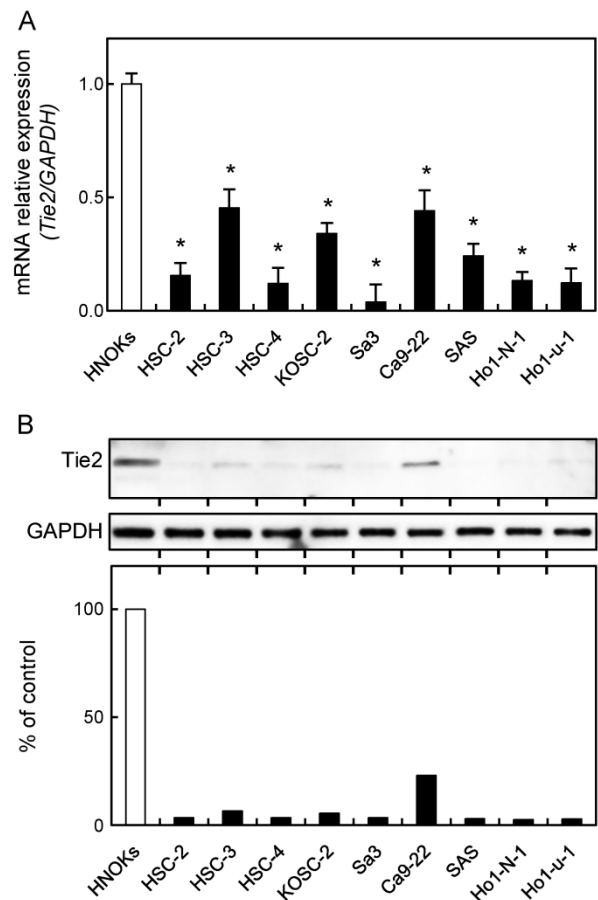 A
mRNA relative expression
(Tie2/GAPDH)
1.0
0.5
0.0
* * * * * * * * *
HNOKs HSC-2 HSC-3 HSC-4 KOSC-2 Sa3 Ca9-22 SAS Ho1-N-1 Ho1-u-1
B
Tie2
GAPDH
% of control
100
50
0
HNOKs HSC-2 HSC-3 HSC-4 KOSC-2 Sa3 Ca9-22 SAS Ho1-N-1 Ho1-u-1